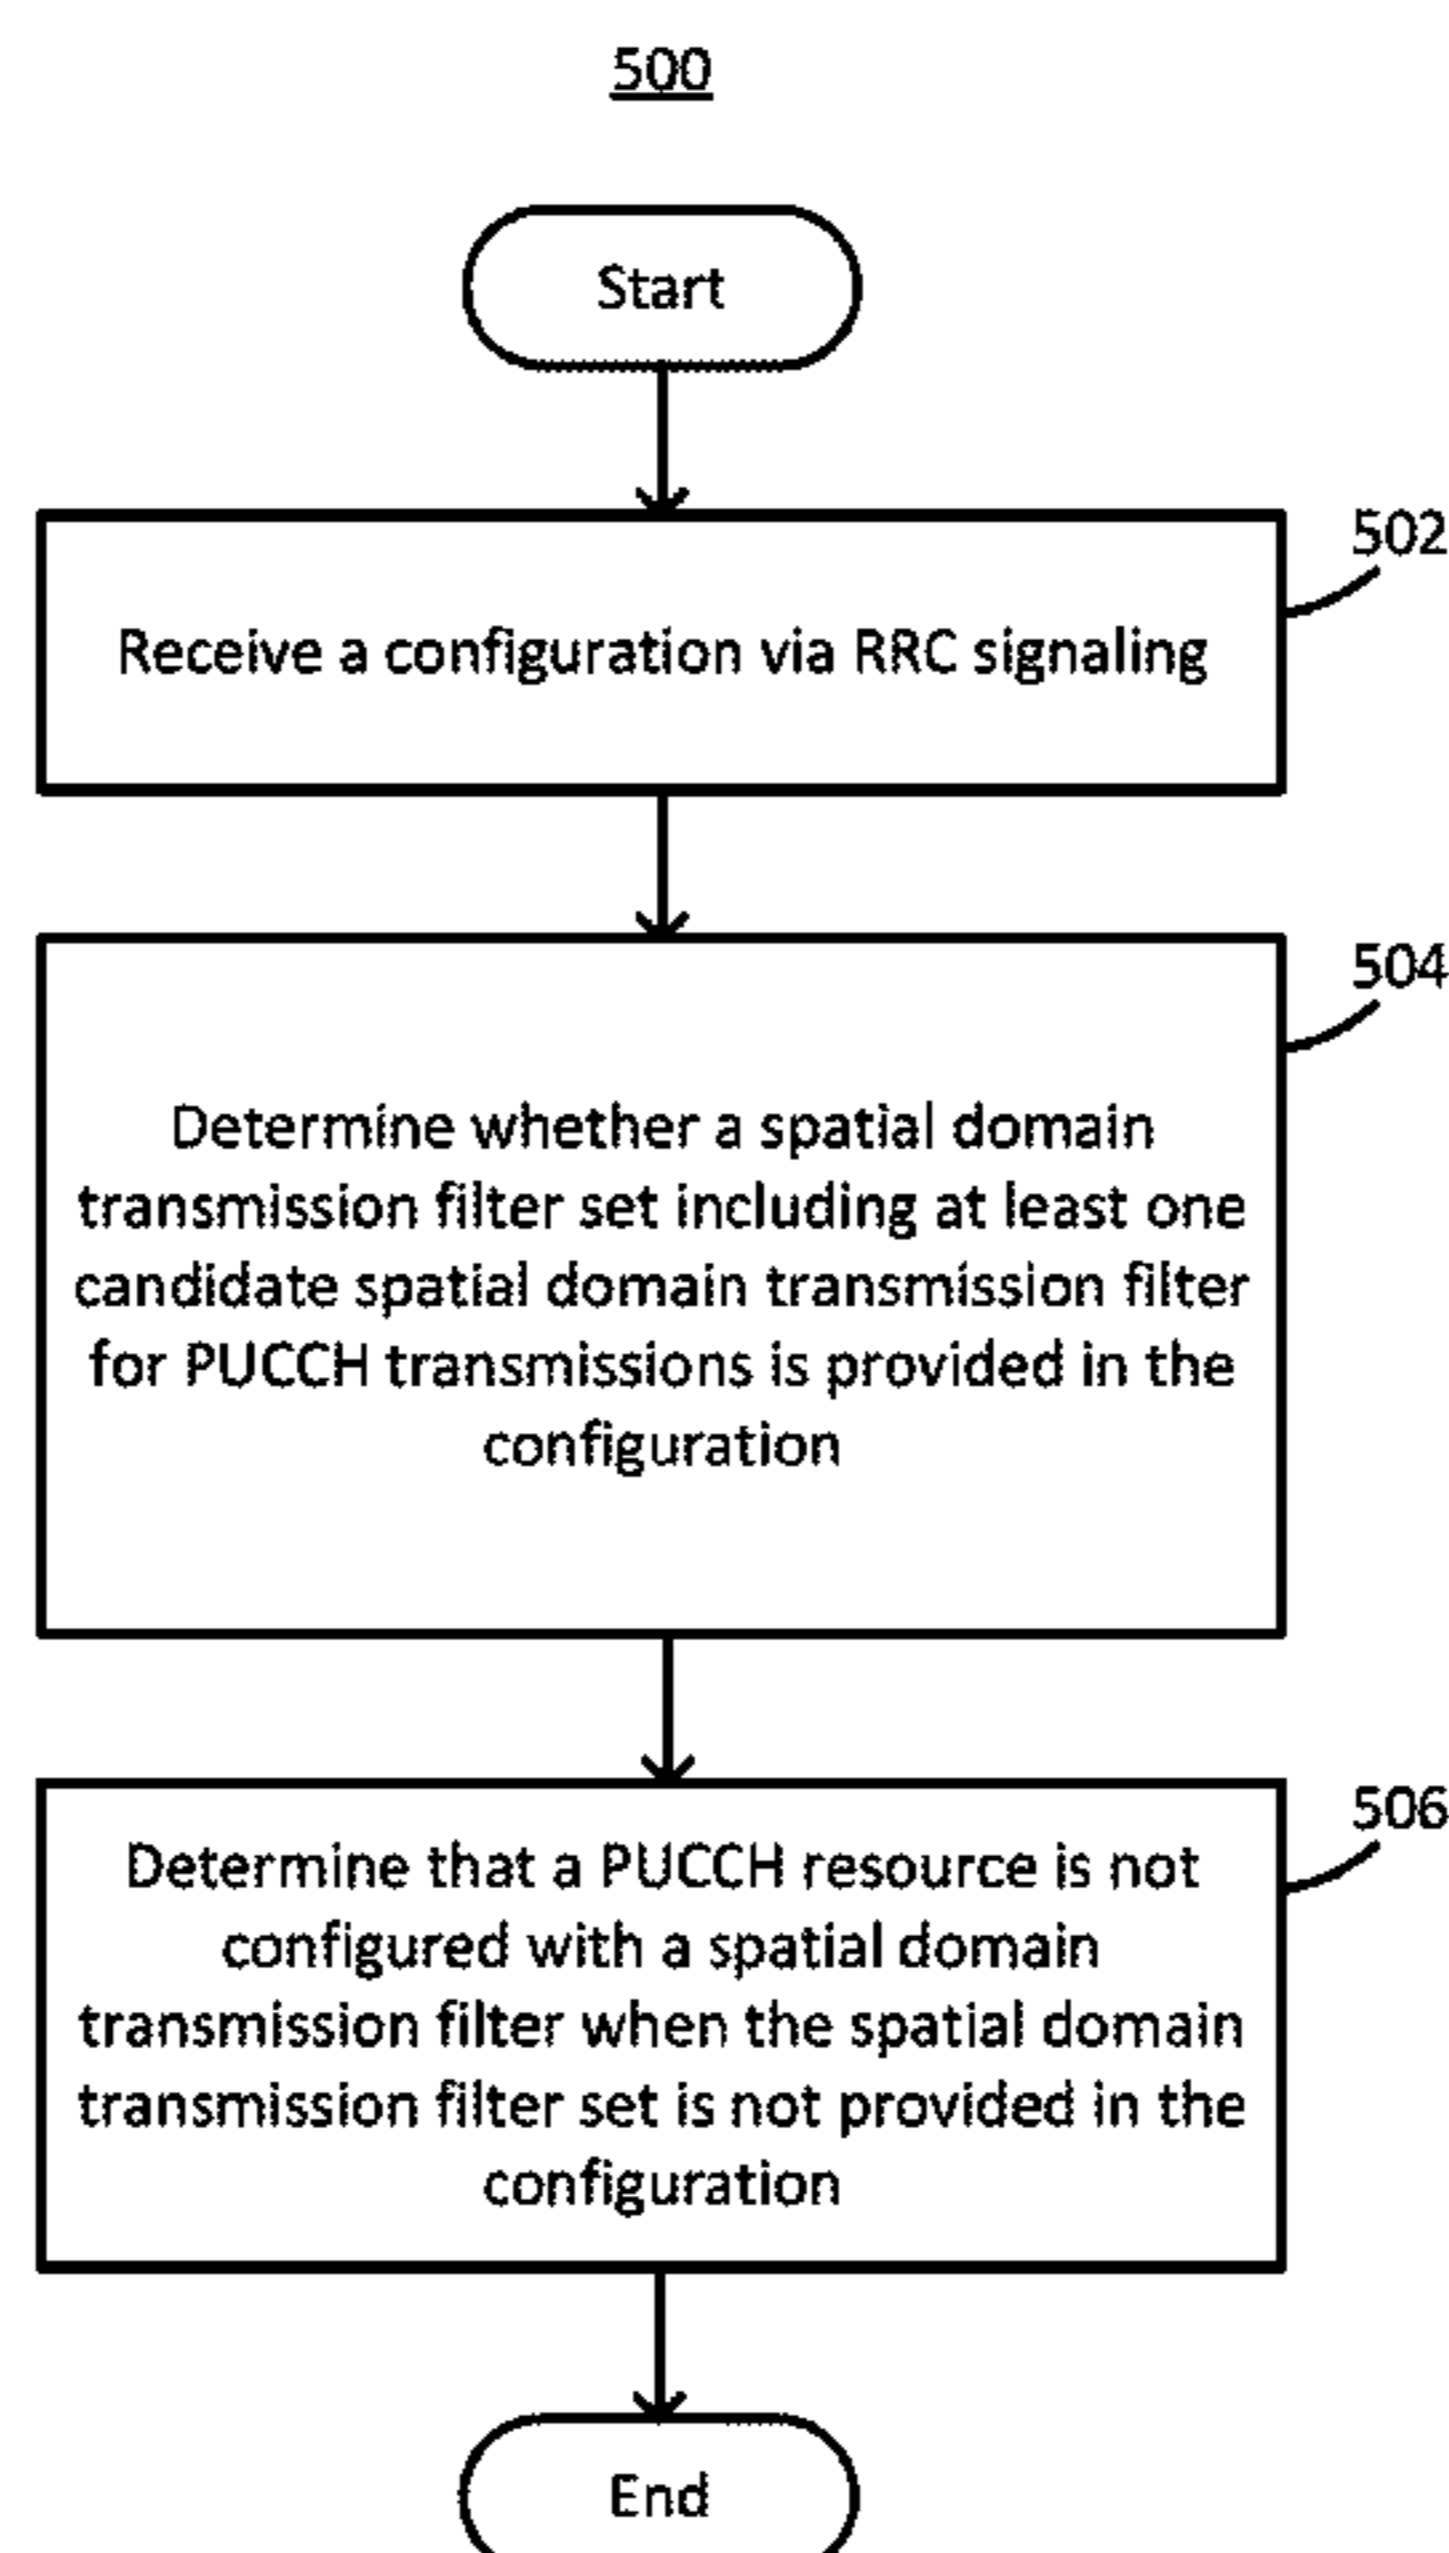 500
Start
502
Receive a configuration via RRC signaling
504
Determine whether a spatial domain
transmission filter set including at least one
candidate spatial domain transmission filter
for PUCCH transmissions is provided in the
configuration
506
Determine that a PUCCH resource is not
configured with a spatial domain
transmission filter when the spatial domain
transmission filter set is not provided in the
configuration
End